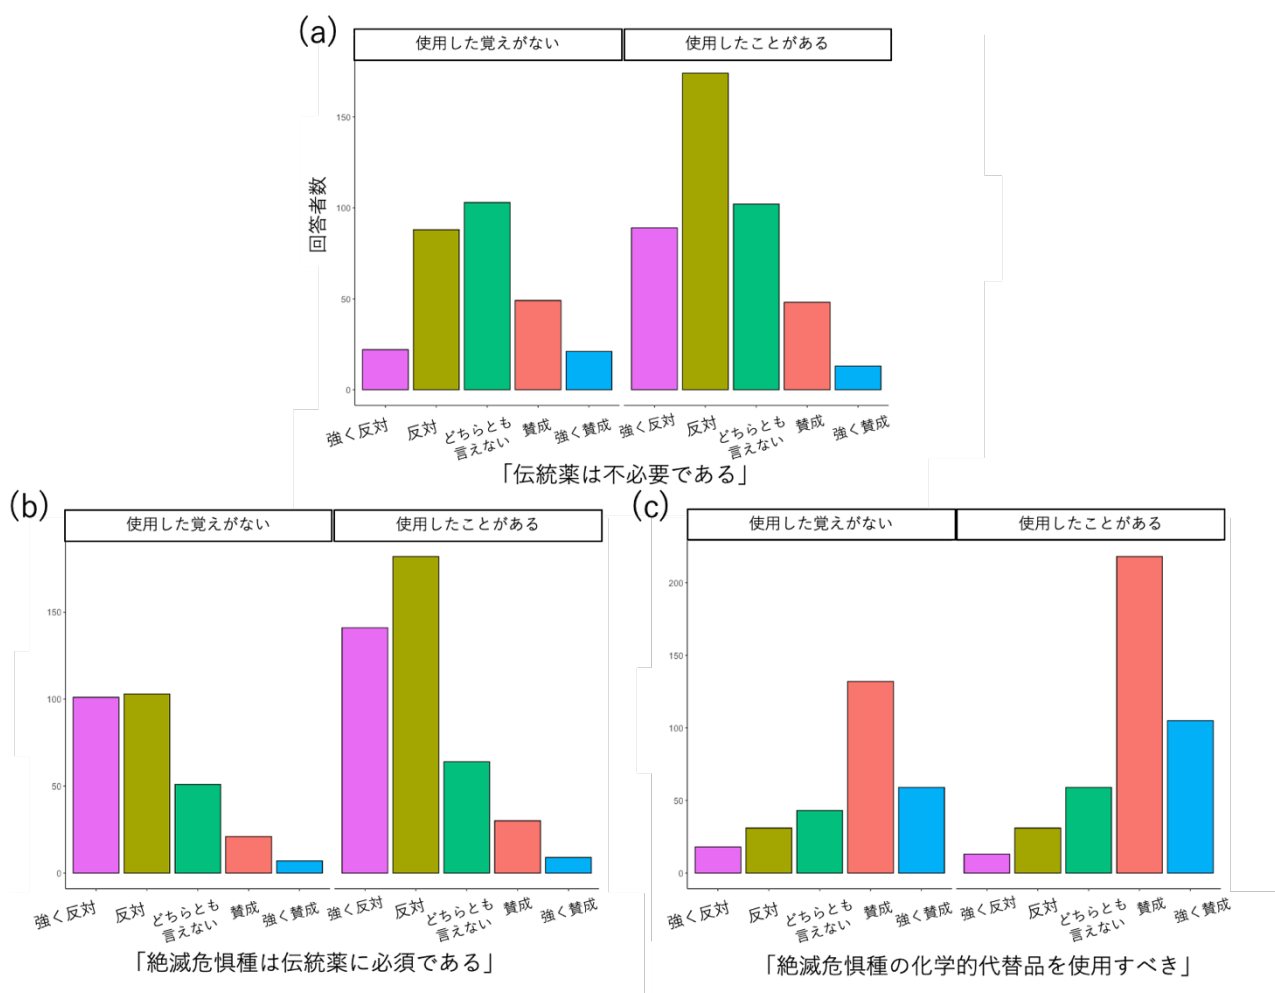 (a)
使用した覚えがない
使用したことがある
回答者数
150
100
50
0
強く反対
反対
どちらとも
言えない
賛成
強く賛成
強く反対
反対
どちらとも
言えない
賛成
強く賛成
「伝統薬は不必要である」
(b)
使用した覚えがない
使用したことがある
150
100
50
0
強く反対
反対
どちらとも
言えない
賛成
強く賛成
強く反対
反対
どちらとも
言えない
賛成
強く賛成
「絶滅危惧種は伝統薬に必須である」
(c)
使用した覚えがない
使用したことがある
200
150
100
50
0
強く反対
反対
どちらとも
言えない
賛成
強く賛成
強く反対
反対
どちらとも
言えない
賛成
強く賛成
「絶滅危惧種の化学的代替品を使用すべき」